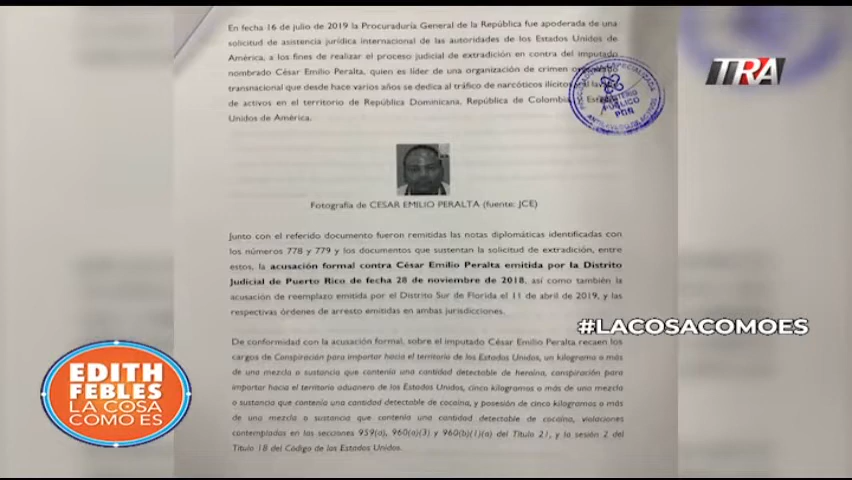 En fecha 16 de julio de 2019 la Procuraduría General de la República fue apoderada de una
solicitud de asistencia jurídica internacional de las autoridades de los Estados Unidos de
América, a los fines de realizar el proceso judicial de extradición en contra del imputado
nombrado César Emilio Peralta, quien es líder de una organización de crimen
transnacional que desde hace varios años se dedica al tráfico de narcóticos ilícitos
de activos en el territorio de República Dominicana, República de Colombia
Unidos de América.
MINISTERIO
PÚBLICO
PGR
TRA
Fotografía de CESAR EMILIO PERALTA (fuente: JCE)
Junto con el referido documento fueron remitidas las notas diplomáticas identificadas con
los números 778 y 779 y los documentos que sustentan la solicitud de extradición, entre
estos, la acusación formal contra César Emilio Peralta emitida por la Distrito
Judicial de Puerto Rico de fecha 28 de noviembre de 2018, así como también la
acusación de reemplazo emitida por el Distrito Sur de Florida el 11 de abril de 2019, y las
respectivas órdenes de arresto emitidas en ambas jurisdicciones.
#LACOSACOMOES
De conformidad con la acusación formal, sobre el imputado César Emilio Peralta recaen los
cargos de Conspiración para importar hacia el territorio de los Estados Unidos, un kilogramo o más
de una mezcla o sustancia que contenía una cantidad detectable de heroína, conspiración para
importar hacia el territorio aduanero de los Estados Unidos, cinco kilogramos o más de una mezcla
o sustancia que contenía una cantidad detectable de cocaína, y posesión de cinco kilogramos o más
de una mezcla o sustancia que contenía una cantidad detectable de cocaína, violaciones
contempladas en las secciones 959(a), 960(a)(3) y 960(b)(1)(a) del Título 21, y la sesión 2 del
Título 18 del Código de los Estados Unidos.
EDITH
FEBLES
LA COSA
COMO ES